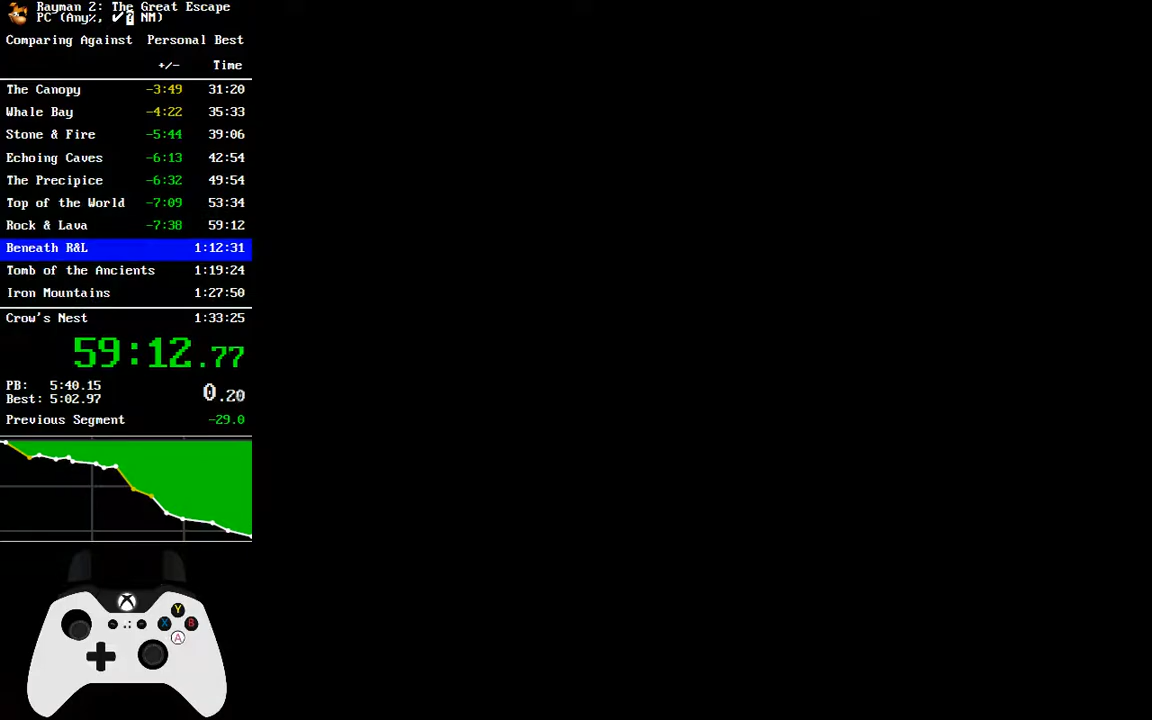 Rayman 2: The Great Escape
PC (Any%, ✔ NM)
Comparing Against Personal Best
+/- Time
The Canopy -3:49 31:20
Whale Bay -4:22 35:33
Stone & Fire -5:44 39:06
Echoing Caves -6:13 42:54
The Precipice -6:32 49:54
Top of the World -7:09 53:34
Rock & Lava -7:38 59:12
Beneath R&L 1:12:31
Tomb of the Ancients 1:19:24
Iron Mountains 1:27:50
Crow's Nest 1:33:25
59:12.77
PB: 5:40.15
Best: 5:02.97
0.20
Previous Segment -29.0
Y
X B
A